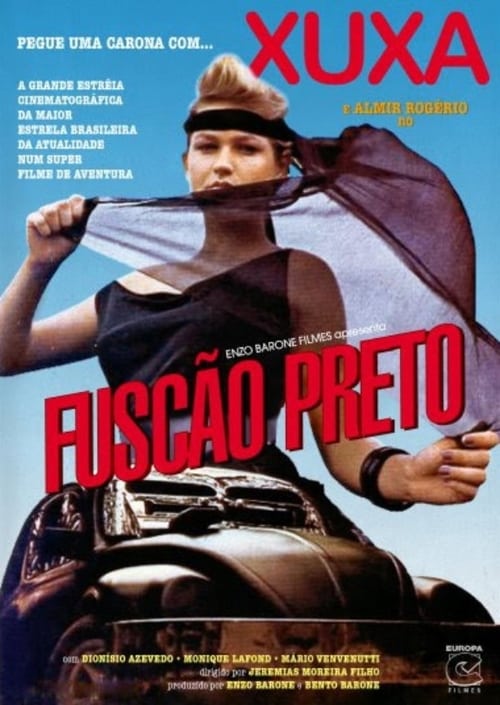 PEGUE UMA CARONA COM...
XUXA
A GRANDE ESTRÉIA
CINEMATOGRÁFICA
DA MAIOR
ESTRELA BRASILEIRA
DA ATUALIDADE
NUM SUPER
FILME DE AVENTURA
E ALMIR ROGÉRIO
no
ENZO BARONE FILMES apresenta
FUSCÃO PRETO
com DIONÍSIO AZEVEDO • MONIQUE LAFOND • MÁRIO VENVENUTTI
dirigido por JEREMIAS MOREIRA FILHO
produzido por ENZO BARONE e BENTO BARONE
EUROPA
FILMES